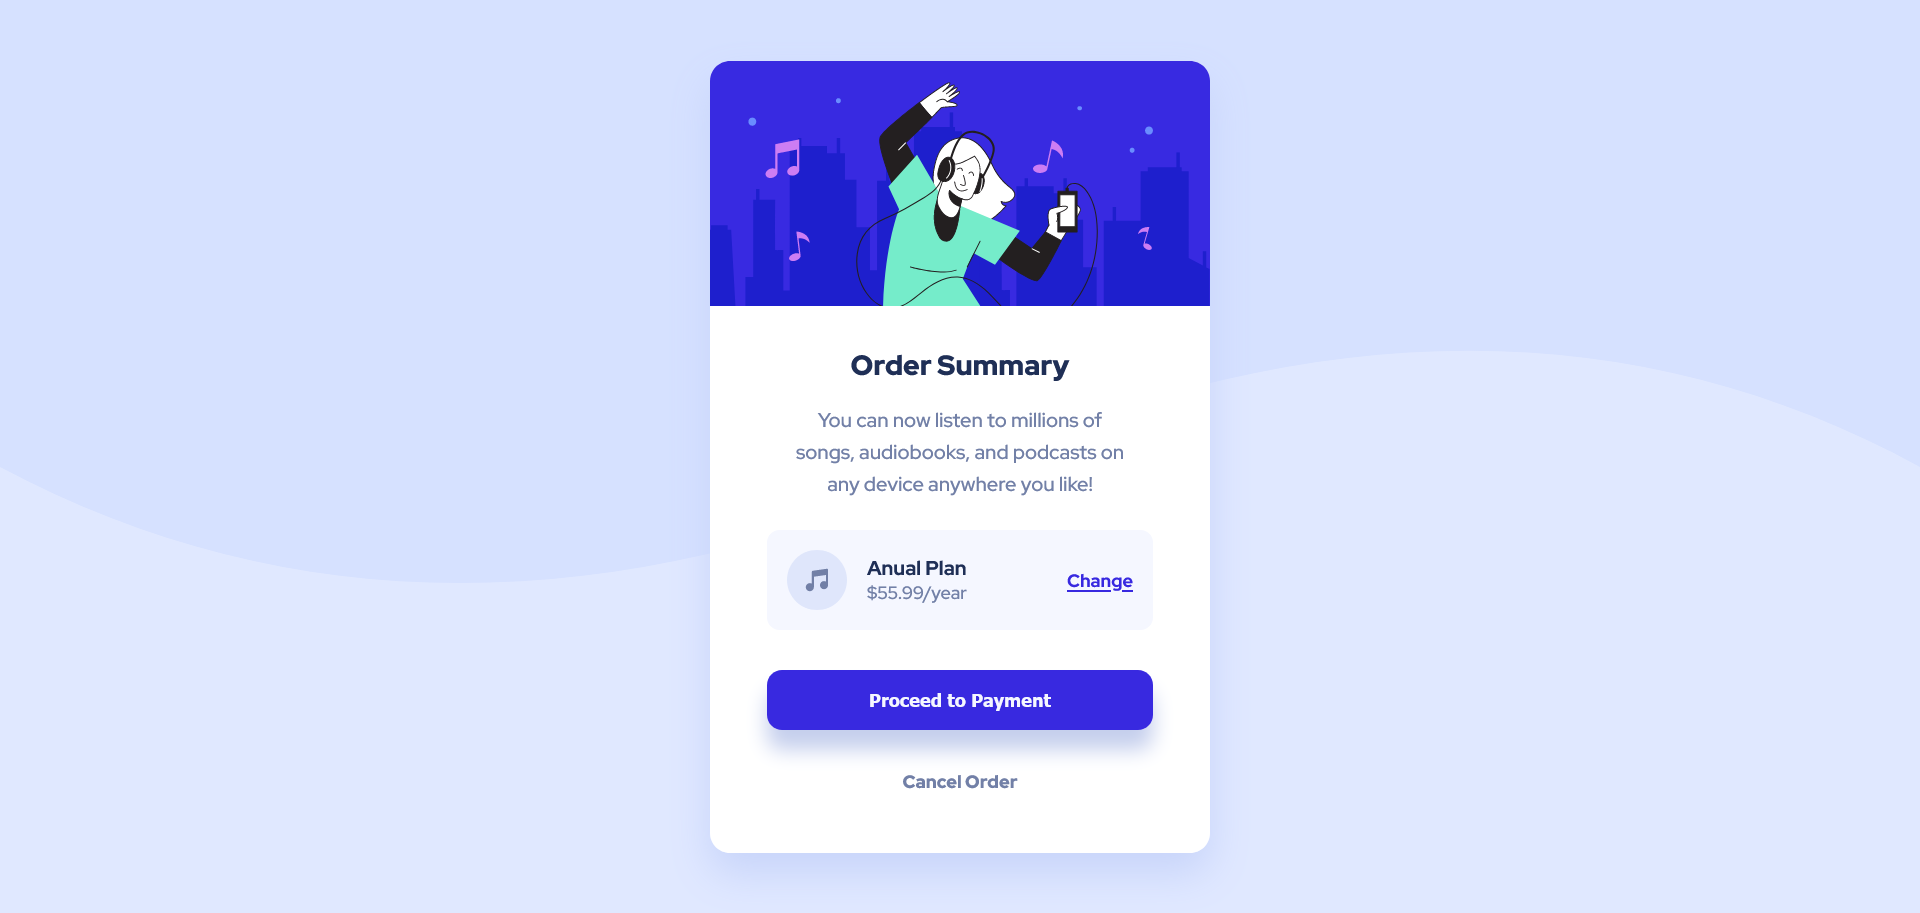 Order Summary
You can now listen to millions of
songs, audiobooks, and podcasts on
any device anywhere you like!
Anual Plan
$55.99/year
Change
Proceed to Payment
Cancel Order